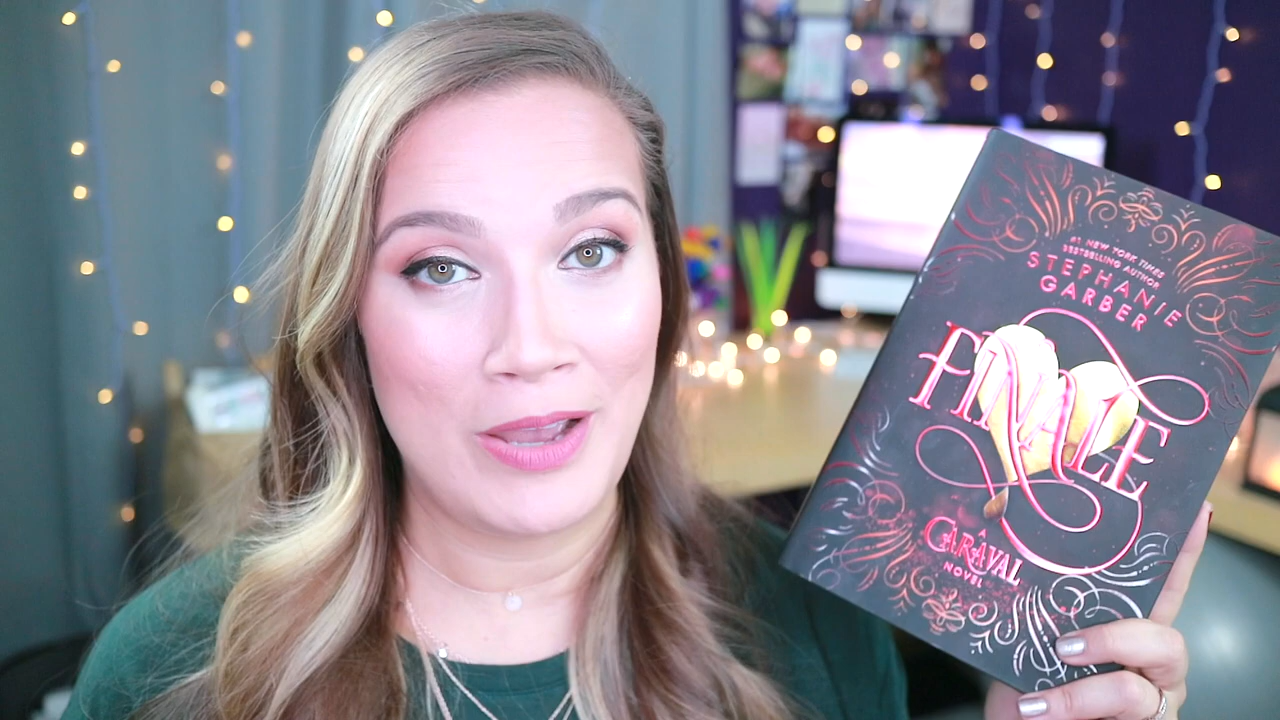 #1 NEW YORK TIMES
BESTSELLING AUTHOR
STEPHANIE
GARBER
FINALE
A
CARAVAL
NOVEL